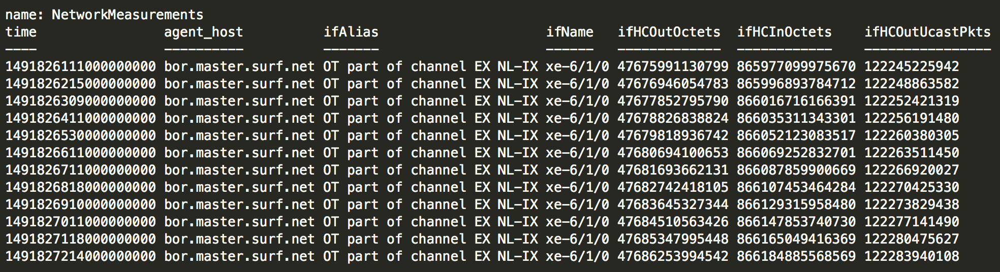 name: NetworkMeasurements
time agent_host ifAlias ifName ifHCOutOctets ifHCInOctets ifHCOutUcastPkts
---- ---------- ------- ------ ------------- ------------ ----------------
1491826111000000000 bor.master.surf.net OT part of channel EX NL-IX xe-6/1/0 47675991130799 865977099975670 122245225942
1491826215000000000 bor.master.surf.net OT part of channel EX NL-IX xe-6/1/0 47676946054783 865996893784712 122248863582
1491826309000000000 bor.master.surf.net OT part of channel EX NL-IX xe-6/1/0 47677852795790 866016716166391 122252421319
1491826411000000000 bor.master.surf.net OT part of channel EX NL-IX xe-6/1/0 47678826838824 866035311343301 122256191480
1491826530000000000 bor.master.surf.net OT part of channel EX NL-IX xe-6/1/0 47679818936742 866052123083517 122260380305
1491826611000000000 bor.master.surf.net OT part of channel EX NL-IX xe-6/1/0 47680694100653 866069252832701 122263511450
1491826711000000000 bor.master.surf.net OT part of channel EX NL-IX xe-6/1/0 47681693662131 866087859900669 122266920027
1491826818000000000 bor.master.surf.net OT part of channel EX NL-IX xe-6/1/0 47682742418105 866107453464284 122270425330
1491826910000000000 bor.master.surf.net OT part of channel EX NL-IX xe-6/1/0 47683645327344 866129315958480 122273829438
1491827011000000000 bor.master.surf.net OT part of channel EX NL-IX xe-6/1/0 47684510563426 866147853740730 122277141490
1491827118000000000 bor.master.surf.net OT part of channel EX NL-IX xe-6/1/0 47685347995448 866165049416369 122280475627
1491827214000000000 bor.master.surf.net OT part of channel EX NL-IX xe-6/1/0 47686253994542 866184885568569 122283940108